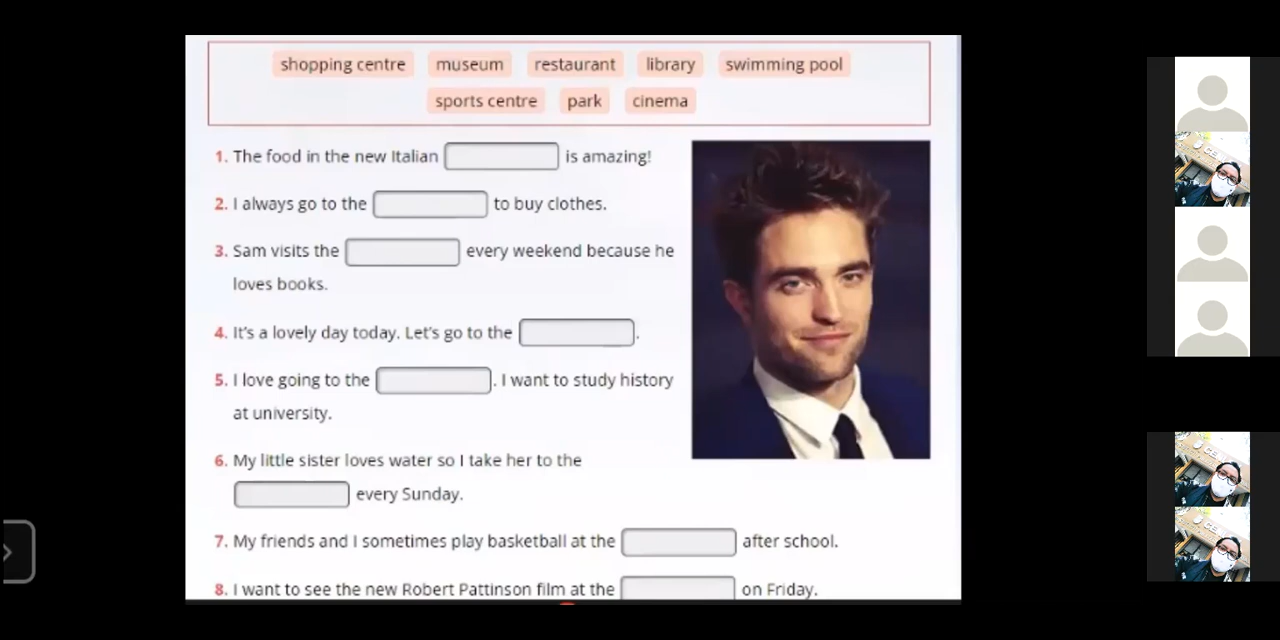 shopping centre museum restaurant library swimming pool
sports centre park cinema
1. The food in the new Italian is amazing!
2. I always go to the to buy clothes.
3. Sam visits the every weekend because he
loves books.
4. It's a lovely day today. Let's go to the .
5. I love going to the . I want to study history
at university.
6. My little sister loves water so I take her to the
every Sunday.
7. My friends and I sometimes play basketball at the after school.
8. I want to see the new Robert Pattinson film at the on Friday.